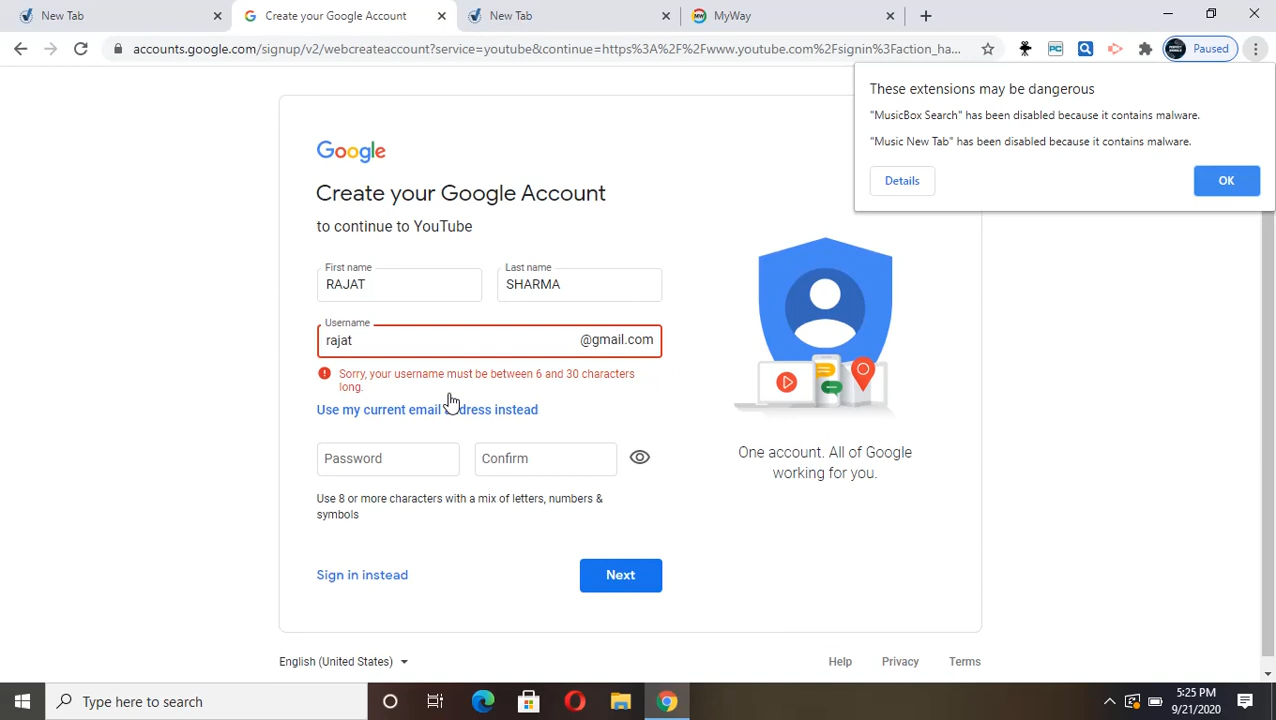 New Tab
Create your Google Account
New Tab
MyWay
accounts.google.com/signup/v2/webcreateaccount?service=youtube&continue=https%3A%2F%2Fwww.youtube.com%2Fsignin%3Faction_ha...
PC
Paused
These extensions may be dangerous
"MusicBox Search" has been disabled because it contains malware.
"Music New Tab" has been disabled because it contains malware.
Details
OK
Google
Create your Google Account
to continue to YouTube
First name
RAJAT
Last name
SHARMA
Username
rajat
@gmail.com
Sorry, your username must be between 6 and 30 characters
long.
Use my current email address instead
Password
Confirm
Use 8 or more characters with a mix of letters, numbers &
symbols
Sign in instead
Next
One account. All of Google
working for you.
English (United States)
Help
Privacy
Terms
Type here to search
5:25 PM
9/21/2020